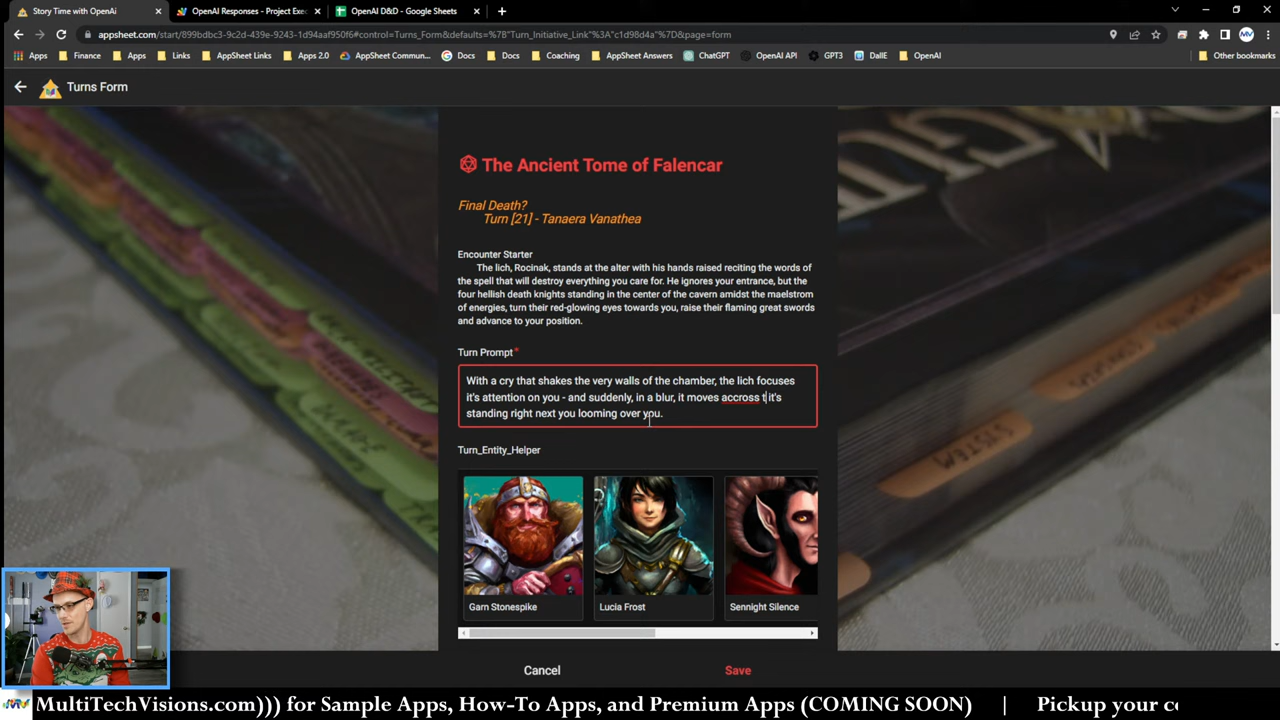 Story Time with OpenAi
OpenAI Responses - Project Exec
OpenAI D&D - Google Sheets
appsheet.com/start/899bdbc3-9c2d-439e-9243-1d94aaf950f6#control=Turns_Form&defaults=%7B"Turn_Initiative_Link"%3A"c1d98d4a"%7D&page=form
Apps
Finance
Apps
Links
AppSheet Links
Apps 2.0
AppSheet Commun...
Docs
Docs
Coaching
AppSheet Answers
ChatGPT
OpenAI API
GPT3
DallE
OpenAI
Other bookmarks
Turns Form
The Ancient Tome of Falencar
Final Death?
Turn [21] - Tanaera Vanathea
Encounter Starter
The lich, Rocinak, stands at the alter with his hands raised reciting the words of
the spell that will destroy everything you care for. He ignores your entrance, but the
four hellish death knights standing in the center of the cavern amidst the maelstrom
of energies, turn their red-glowing eyes towards you, raise their flaming great swords
and advance to your position.
Turn Prompt*
With a cry that shakes the very walls of the chamber, the lich focuses
it's attention on you - and suddenly, in a blur, it moves accross t it's
standing right next you looming over you.
Turn_Entity_Helper
Garn Stonespike
Lucia Frost
Sennight Silence
SYSTEM
Cancel
Save
MultiTechVisions.com))) for Sample Apps, How-To Apps, and Premium Apps (COMING SOON) | Pickup your c